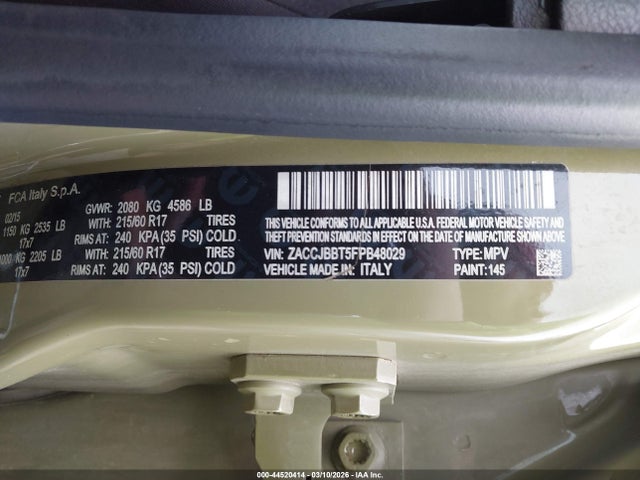 FCA Italy S.p.A.
02/15 GVWR: 2080 KG 4586 LB
1150 KG 2535 LB WITH: 215/60 R17 TIRES
17x7 RIMS AT: 240 KPA (35 PSI) COLD
KG 2205 LB WITH: 215/60 R17 TIRES
17x7 RIMS AT: 240 KPA (35 PSI) COLD
THIS VEHICLE CONFORMS TO ALL APPLICABLE U.S.A. FEDERAL MOTOR VEHICLE SAFETY,
THEFT PREVENTION STANDARDS IN EFFECT ON THE DATE OF MANUFACTURE SHOWN ABOVE
VIN: ZACCJBBT5FPB48029 TYPE: MPV
VEHICLE MADE IN: ITALY PAINT: 145
000-44520414 - 03/10/2026 - IAA Inc.